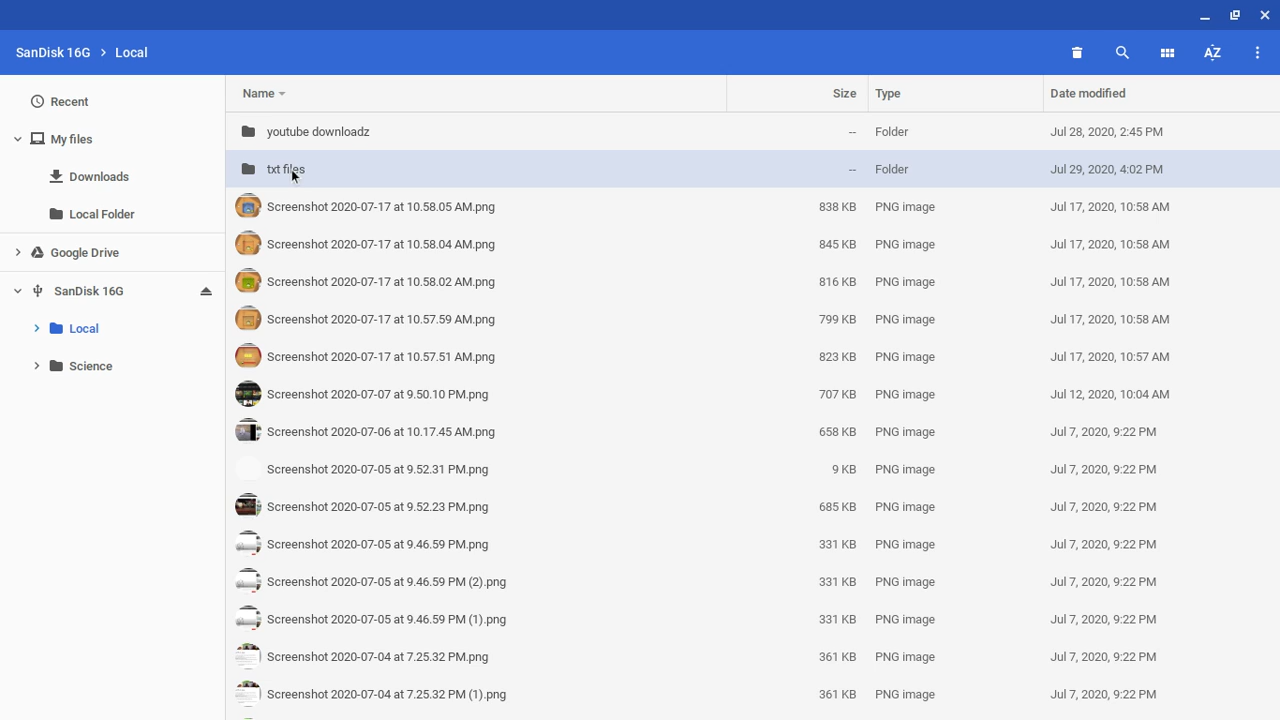 SanDisk 16G > Local
AZ
Recent
My files
Downloads
Local Folder
Google Drive
SanDisk 16G
Local
Science
Name Size Type Date modified
youtube downloadz -- Folder Jul 28, 2020, 2:45 PM
txt files -- Folder Jul 29, 2020, 4:02 PM
Screenshot 2020-07-17 at 10.58.05 AM.png 838 KB PNG image Jul 17, 2020, 10:58 AM
Screenshot 2020-07-17 at 10.58.04 AM.png 845 KB PNG image Jul 17, 2020, 10:58 AM
Screenshot 2020-07-17 at 10.58.02 AM.png 816 KB PNG image Jul 17, 2020, 10:58 AM
Screenshot 2020-07-17 at 10.57.59 AM.png 799 KB PNG image Jul 17, 2020, 10:58 AM
Screenshot 2020-07-17 at 10.57.51 AM.png 823 KB PNG image Jul 17, 2020, 10:57 AM
Screenshot 2020-07-07 at 9.50.10 PM.png 707 KB PNG image Jul 12, 2020, 10:04 AM
Screenshot 2020-07-06 at 10.17.45 AM.png 658 KB PNG image Jul 7, 2020, 9:22 PM
Screenshot 2020-07-05 at 9.52.31 PM.png 9 KB PNG image Jul 7, 2020, 9:22 PM
Screenshot 2020-07-05 at 9.51.23 PM.png 685 KB PNG image Jul 7, 2020, 9:22 PM
Screenshot 2020-07-05 at 9.46.59 PM.png 331 KB PNG image Jul 7, 2020, 9:22 PM
Screenshot 2020-07-05 at 9.46.59 PM (2).png 331 KB PNG image Jul 7, 2020, 9:22 PM
Screenshot 2020-07-05 at 9.46.59 PM (1).png 331 KB PNG image Jul 7, 2020, 9:22 PM
Screenshot 2020-07-04 at 7.29.32 PM.png 361 KB PNG image Jul 7, 2020, 9:22 PM
Screenshot 2020-07-04 at 7.29.32 PM (1).png 361 KB PNG image Jul 7, 2020, 9:22 PM